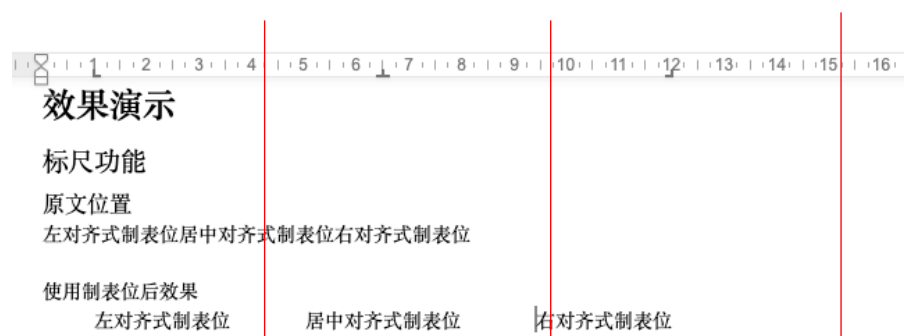 1 2 3 4 5 6 7 8 9 10 11 12 13 14 15 16
效果演示
标尺功能
原文位置
左对齐式制表位居中对齐式制表位右对齐式制表位
使用制表位后效果
左对齐式制表位 居中对齐式制表位 右对齐式制表位